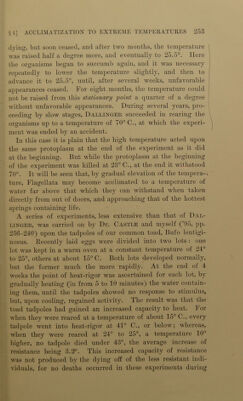 § 4] ACCLIMATIZATION TO EXTREME TEMPERATURES 253
dying, but soon ceased, and after two months, the temperature
was raised half a degree more, and eventually to 25.5°. Here
the organisms began to succumb again, and it was necessary
repeatedly to lower the temperature slightly, and then to
advance it to 25.5°, until, after several weeks, unfavorable
appearances ceased. For eight months, the temperature could
not be raised from this stationary point a quarter of a degree
without unfavorable appearances. During several years, pro-
ceeding by slow stages, DALLINGER succeeded in rearing the
organisms up to a temperature of 70° C., at which the experi-
ment was ended by an accident.
In this case it is plain that the high temperature acted upon
the same protoplasm at the end of the experiment as it did
at the beginning. But while the protoplasm at the beginning
of the experiment was killed at 23° C., at the end it withstood
70°. It will be seen that, by gradual elevation of the tempera-
ture, Flagellata may become acclimated to a temperature of
water far above that which they can withstand when taken
directly from out of doors, and approaching that of the hottest
springs containing life.
A series of experiments, less extensive than that of DAL-
LINGER, was carried on by Dr. CASTLE and myself ('95, pp.
236-240) upon the tadpoles of our common toad, Bufo lentigi-
nosus. Recently laid eggs were divided into two lots: one
lot was kept in a warm oven at a constant temperature of 24°
to 25°, others at about 15° C. Both lots developed normally,
but the former much the more rapidly. At the end of 4
weeks the point of heat-rigor was ascertained for each lot, by
gradually heating (in from 5 to 10 minutes) the water contain-
ing them, until the tadpoles showed no response to stimulus,
but, upon cooling, regained activity. The result was that the
toad tadpoles had gained an increased capacity to heat. For
when they were reared at a temperature of about 15° C., every
tadpole went into heat-rigor at 41° C., or below; whereas,
when they were reared at 24° to 25°, a temperature 10°
higher, no tadpole died under 43°, the average increase of
resistance being 3.2°. This increased capacity of resistance
was not produced by the dying off of the less resistant indi-
viduals, for no deaths occurred in these experiments during